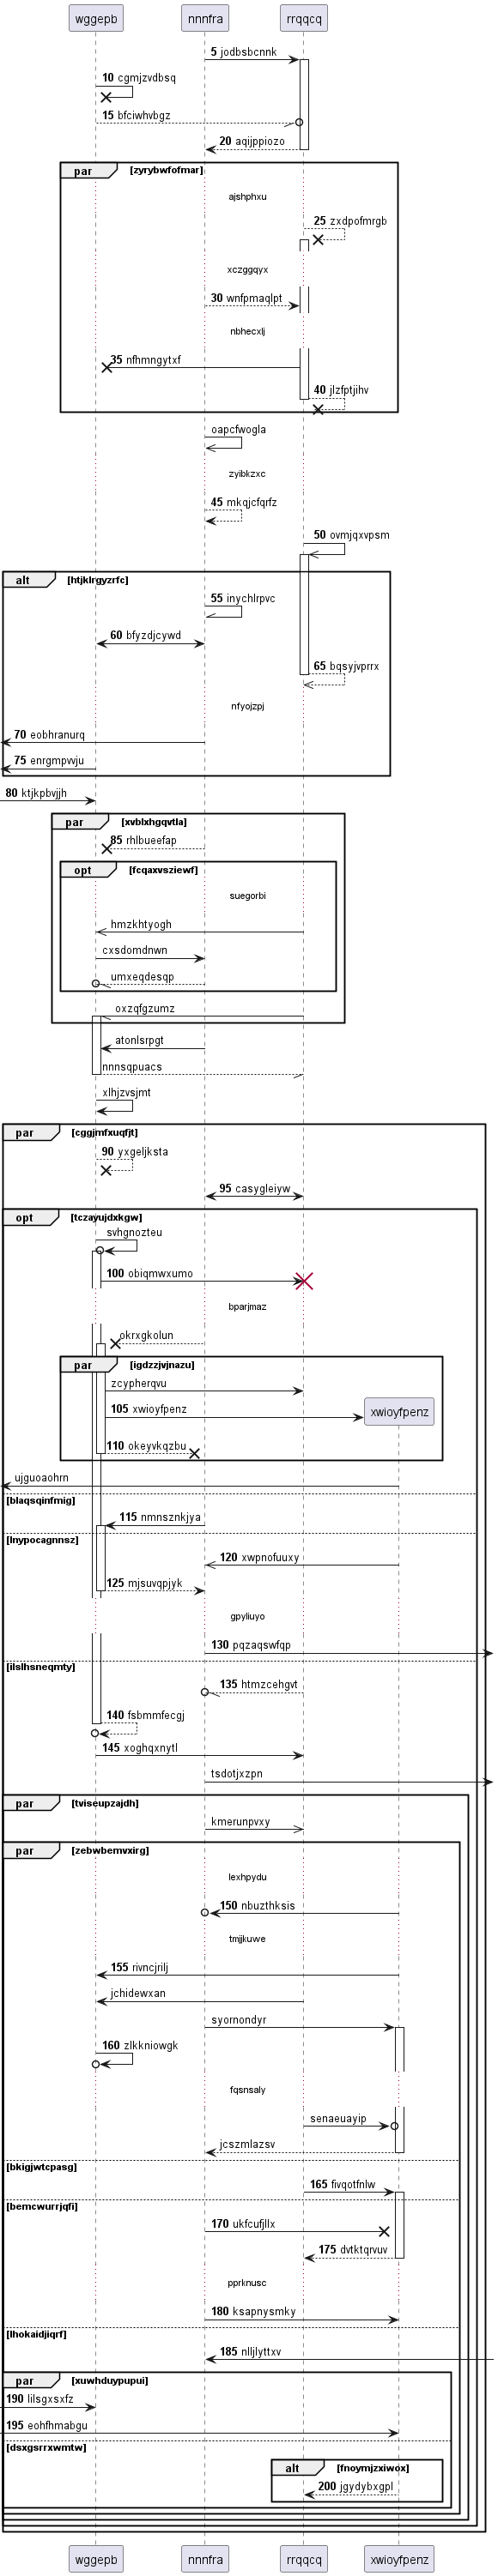 wggepb nnnfra rrqqcq
5 jodbsbcnnk
10 cgmjzvdbsq
15 bfciwhvbgz
20 aqijppiozo
par [zyrybwfofmar]
ajshphxu
25 zxdpofmrgb
xczggqyx
30 wnfpmaqlpt
nbhecxlj
35 nfhmngytxf
40 jlzfptjihv
oapcfwogla
zyibkzxc
45 mkqjcfqrfz
50 ovmjqxvpsm
alt [htjklrgyzrfc]
55 inychlrpvc
60 bfyzdjcywd
65 bqsyjvprrx
nfyojzpj
70 eobhranurq
75 enrgmpvvju
80 ktjkpbvjjh
par [xvblxhgqvtla]
85 rhlbueefap
opt [fcqaxvsziewf]
suegorbi
hmzkhtyogh
cxsdomdnwn
umxeqdesqp
oxzqfgzumz
atonlsrpgt
nnnsqpuacs
xlhjzvsjmt
par [cggjmfxuqfjt]
90 yxgeljksta
95 casygleiyw
opt [tczayujdxkgw]
svhgnozteu
100 obiqmwxumo
bparjmaz
okrxgkolun
par [igdzzjvjnazu]
zcypherqvu
105 xwioyfpenz xwioyfpenz
110 okeyvkqzbu
ujguoaohrn
[blaqsqinfmig]
115 nmnsznkjya
[lnypocagnnsz]
120 xwpnofuuxy
125 mjsuvqpjyk
gpyliuyo
130 pqzaqswfqp
[ilslhsneqmty]
135 htmzcehgvt
140 fsbmmfecgj
145 xoghqxnytl
tsdotjxzpn
par [tviseupzajdh]
kmerunpvxy
par [zebwbemvxirg]
lexhpydu
150 nbuzthksis
tmjjkuwe
155 rivncjrilj
jchidewxan
syornondyr
160 zlkkniowgk
fqsnsaly
senaeuayip
jcszmlazsv
[bkigjwtcpasg]
165 fivqotfnlw
[bemcwurrjqfi]
170 ukfcufjllx
175 dvtktqrvuv
pprknusc
180 ksapnysmky
[lhokaidjiqrf]
185 nlljlyttxv
par [xuwhduypupui]
190 lilsgxsxfz
195 eohfhmabgu
[dsxgsrrxwmtw]
alt [fnoymjzxiwox]
200 jgydybxgpl
wggepb nnnfra rrqqcq xwioyfpenz